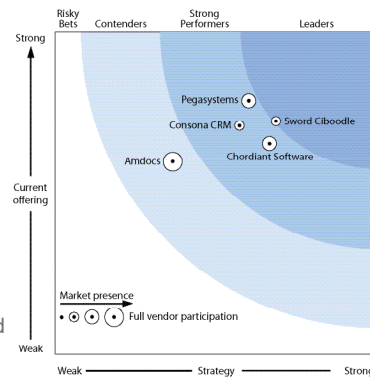 Risky
Bets
Contenders
Strong
Performers
Leaders
Strong
Pegasystems
Consona CRM
Sword Ciboodle
Chordiant Software
Amdocs
Current
offering
Market presence
Full vendor participation
Weak
Weak
Strategy
Strong